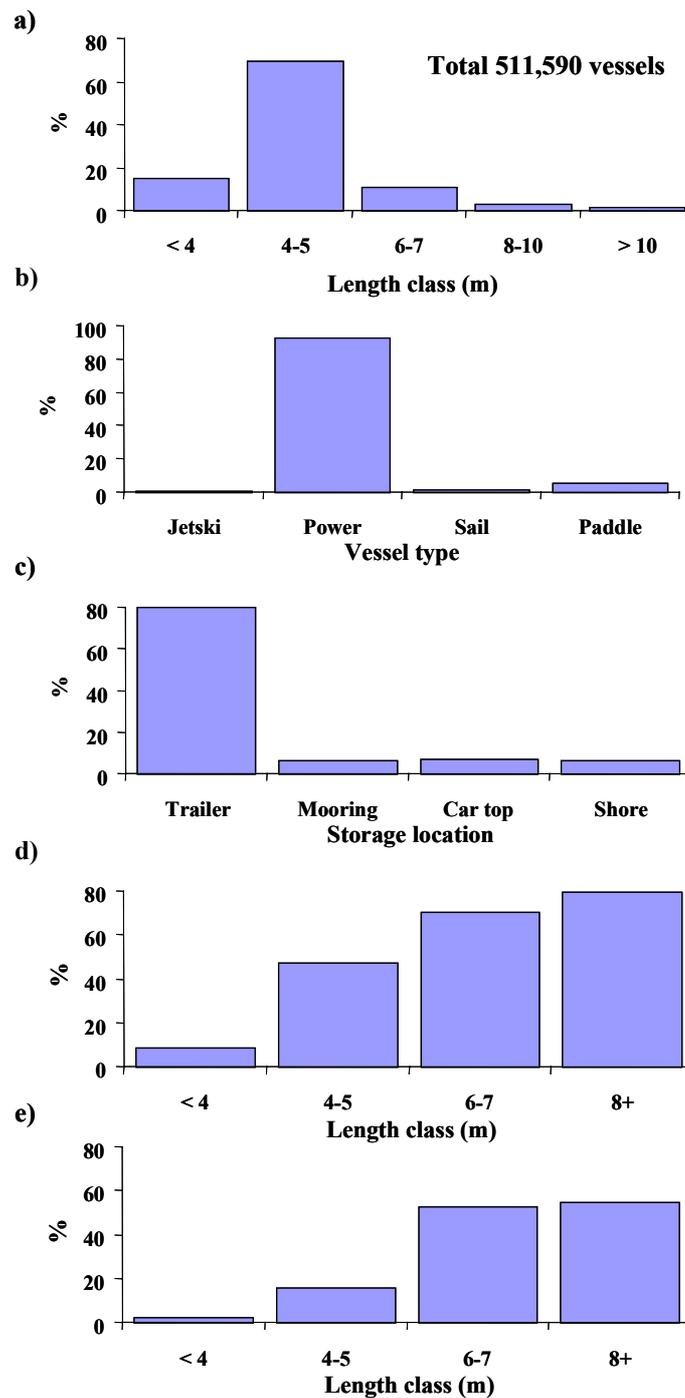 a)
80
60
40
20
0
%
Total 511,590 vessels
< 4 4-5 6-7 8-10 > 10
Length class (m)
b)
100
80
60
40
20
0
%
Jetski Power Sail Paddle
Vessel type
c)
80
60
40
20
0
%
Trailer Mooring Car top Shore
Storage location
d)
80
60
40
20
0
%
< 4 4-5 6-7 8+
Length class (m)
e)
80
60
40
20
0
%
< 4 4-5 6-7 8+
Length class (m)